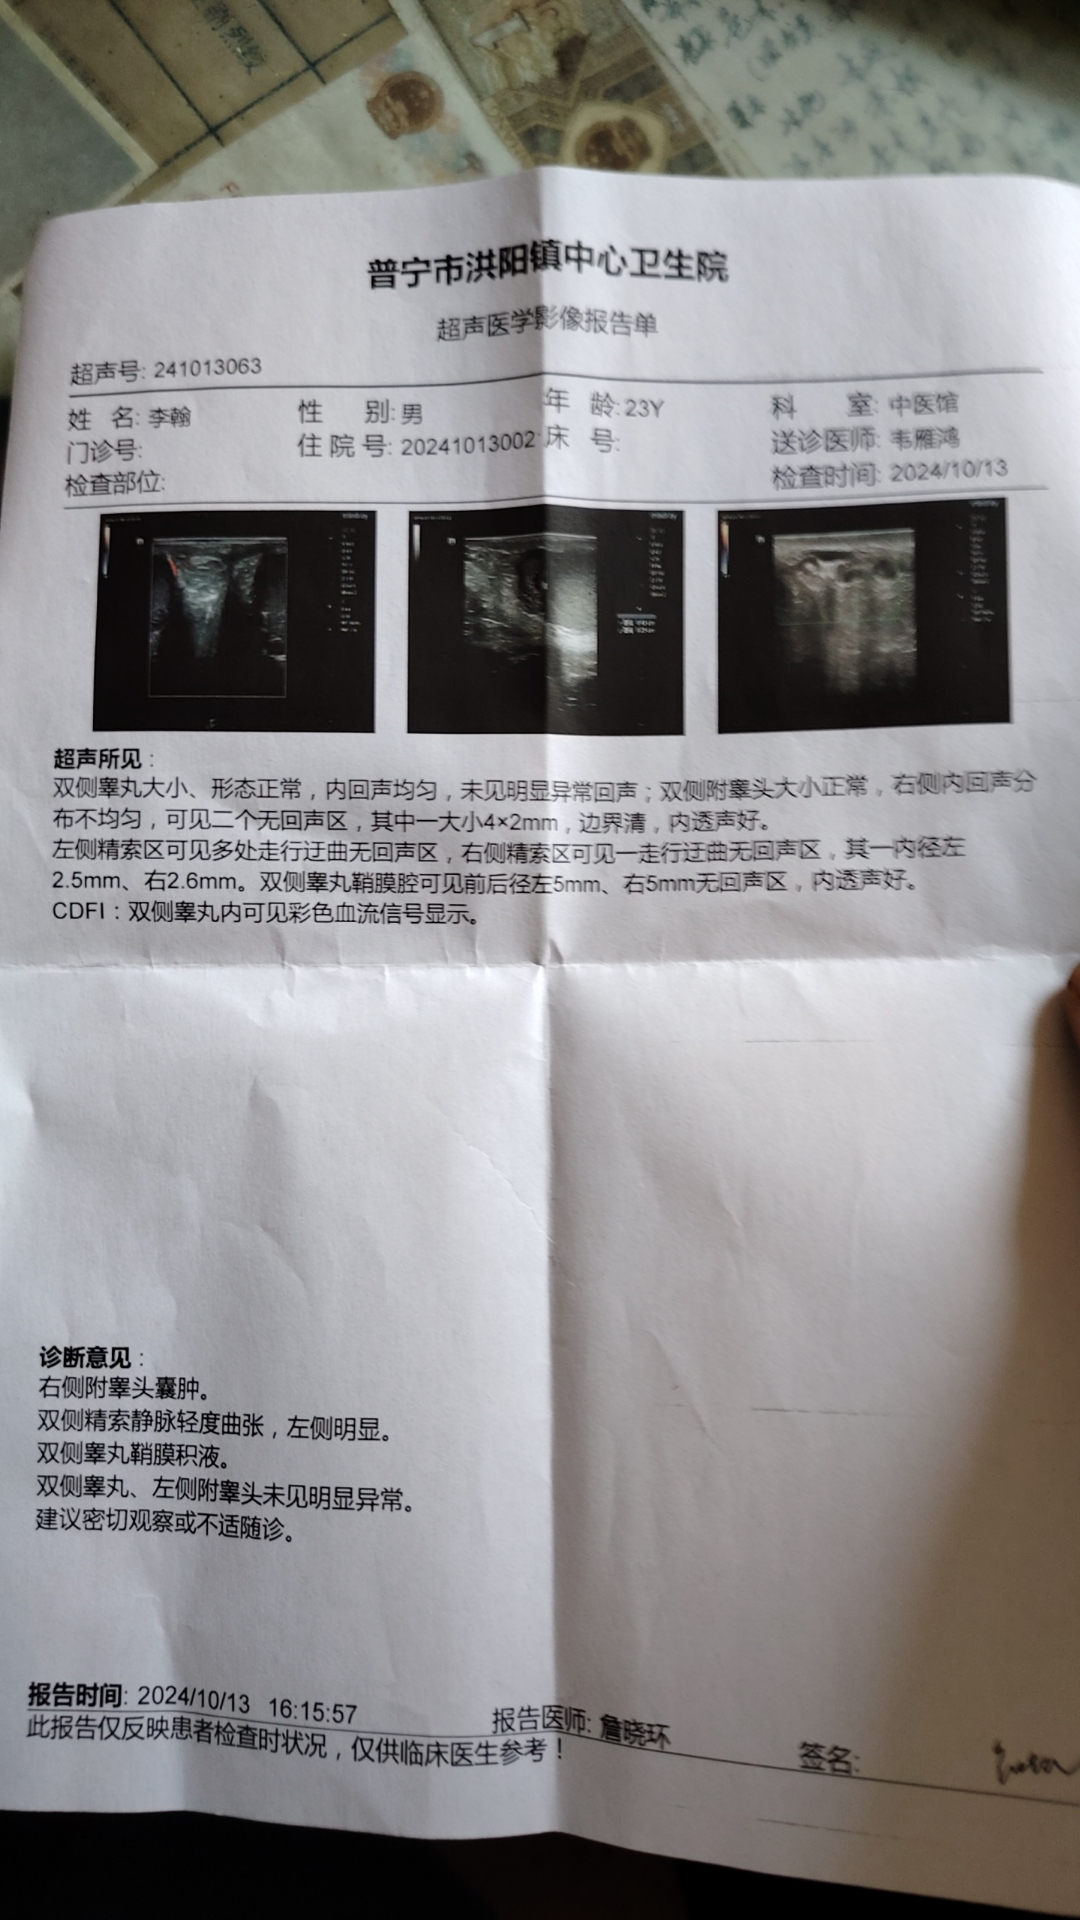 普宁市洪阳镇中心卫生院
超声医学影像报告单
超声号: 241013063
姓 名: 李翰 性 别: 男 年 龄: 23Y 科 室: 中医馆
门诊号: 住院号: 20241013002 床 号: 送诊医师: 韦雁鸿
检查部位: 检查时间: 2024/10/13
超声所见：
双侧睾丸大小、形态正常，内回声均匀，未见明显异常回声；双侧附睾头大小正常，右侧内回声分
布不均匀，可见二个无回声区，其中一大小4×2mm，边界清，内透声好。
左侧精索区可见多处走行迂曲无回声区，右侧精索区可见一走行迂曲无回声区，其一内径左
2.5mm、右2.6mm。双侧睾丸鞘膜腔可见前后径左5mm、右5mm无回声区，内透声好。
CDFI：双侧睾丸内可见彩色血流信号显示。
诊断意见：
右侧附睾头囊肿。
双侧精索静脉轻度曲张，左侧明显。
双侧睾丸鞘膜积液。
双侧睾丸、左侧附睾头未见明显异常。
建议密切观察或不适随诊。
报告时间: 2024/10/13 16:15:57 报告医师: 詹晓环 签名:
此报告仅反映患者检查时状况，仅供临床医生参考！